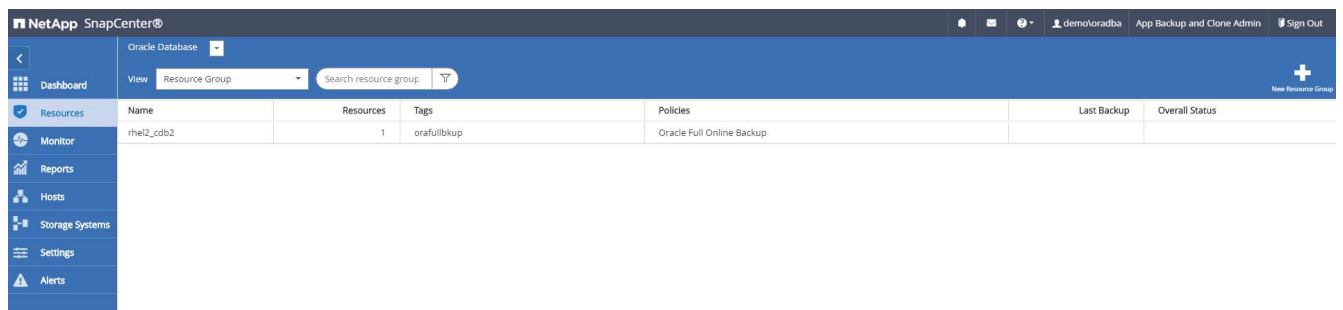 NetApp SnapCenter® demo\oradba App Backup and Clone Admin Sign Out
Oracle Database
View Resource Group Search resource group
New Resource Group
Dashboard
Resources
Monitor
Reports
Hosts
Storage Systems
Settings
Alerts
Name Resources Tags Policies Last Backup Overall Status
rhel2_cdb2 1 orafullbkup Oracle Full Online Backup